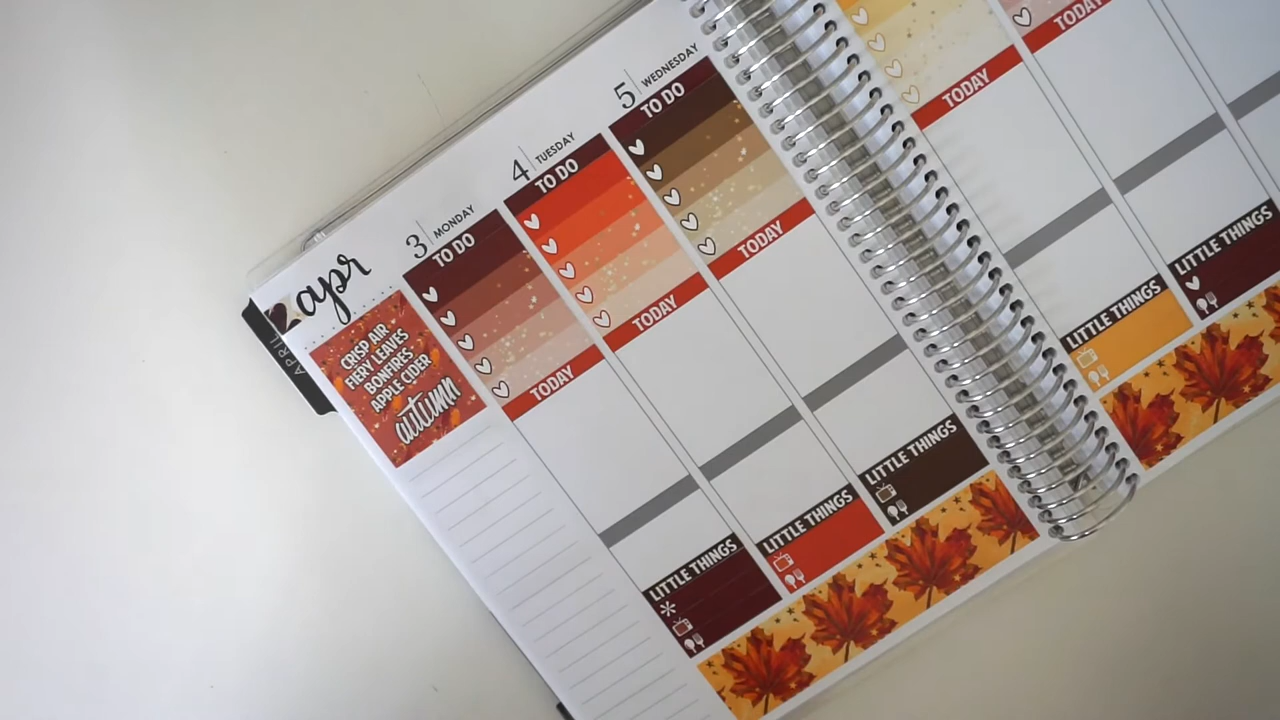 apr
APRIL
CRISP AIR
FIERY LEAVES
BONFIRES
APPLE CIDER
autumn
3 MONDAY
TO DO
TODAY
LITTLE THINGS
4 TUESDAY
TO DO
TODAY
LITTLE THINGS
5 WEDNESDAY
TO DO
TODAY
LITTLE THINGS
TODAY
LITTLE THINGS
TODAY
LITTLE THINGS